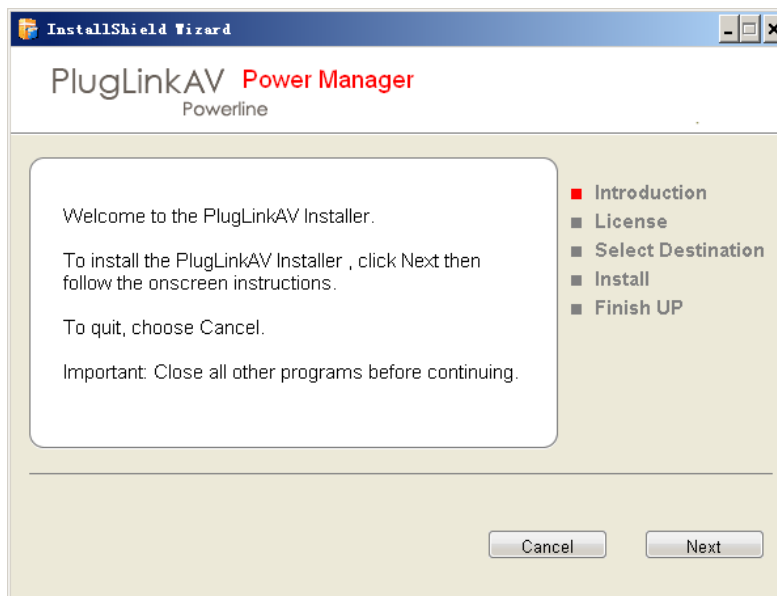 InstallShield Wizard
PlugLinkAV Power Manager
Powerline
Welcome to the PlugLinkAV Installer.
To install the PlugLinkAV Installer , click Next then
follow the onscreen instructions.
To quit, choose Cancel.
Important: Close all other programs before continuing.
Introduction
License
Select Destination
Install
Finish UP
Cancel
Next